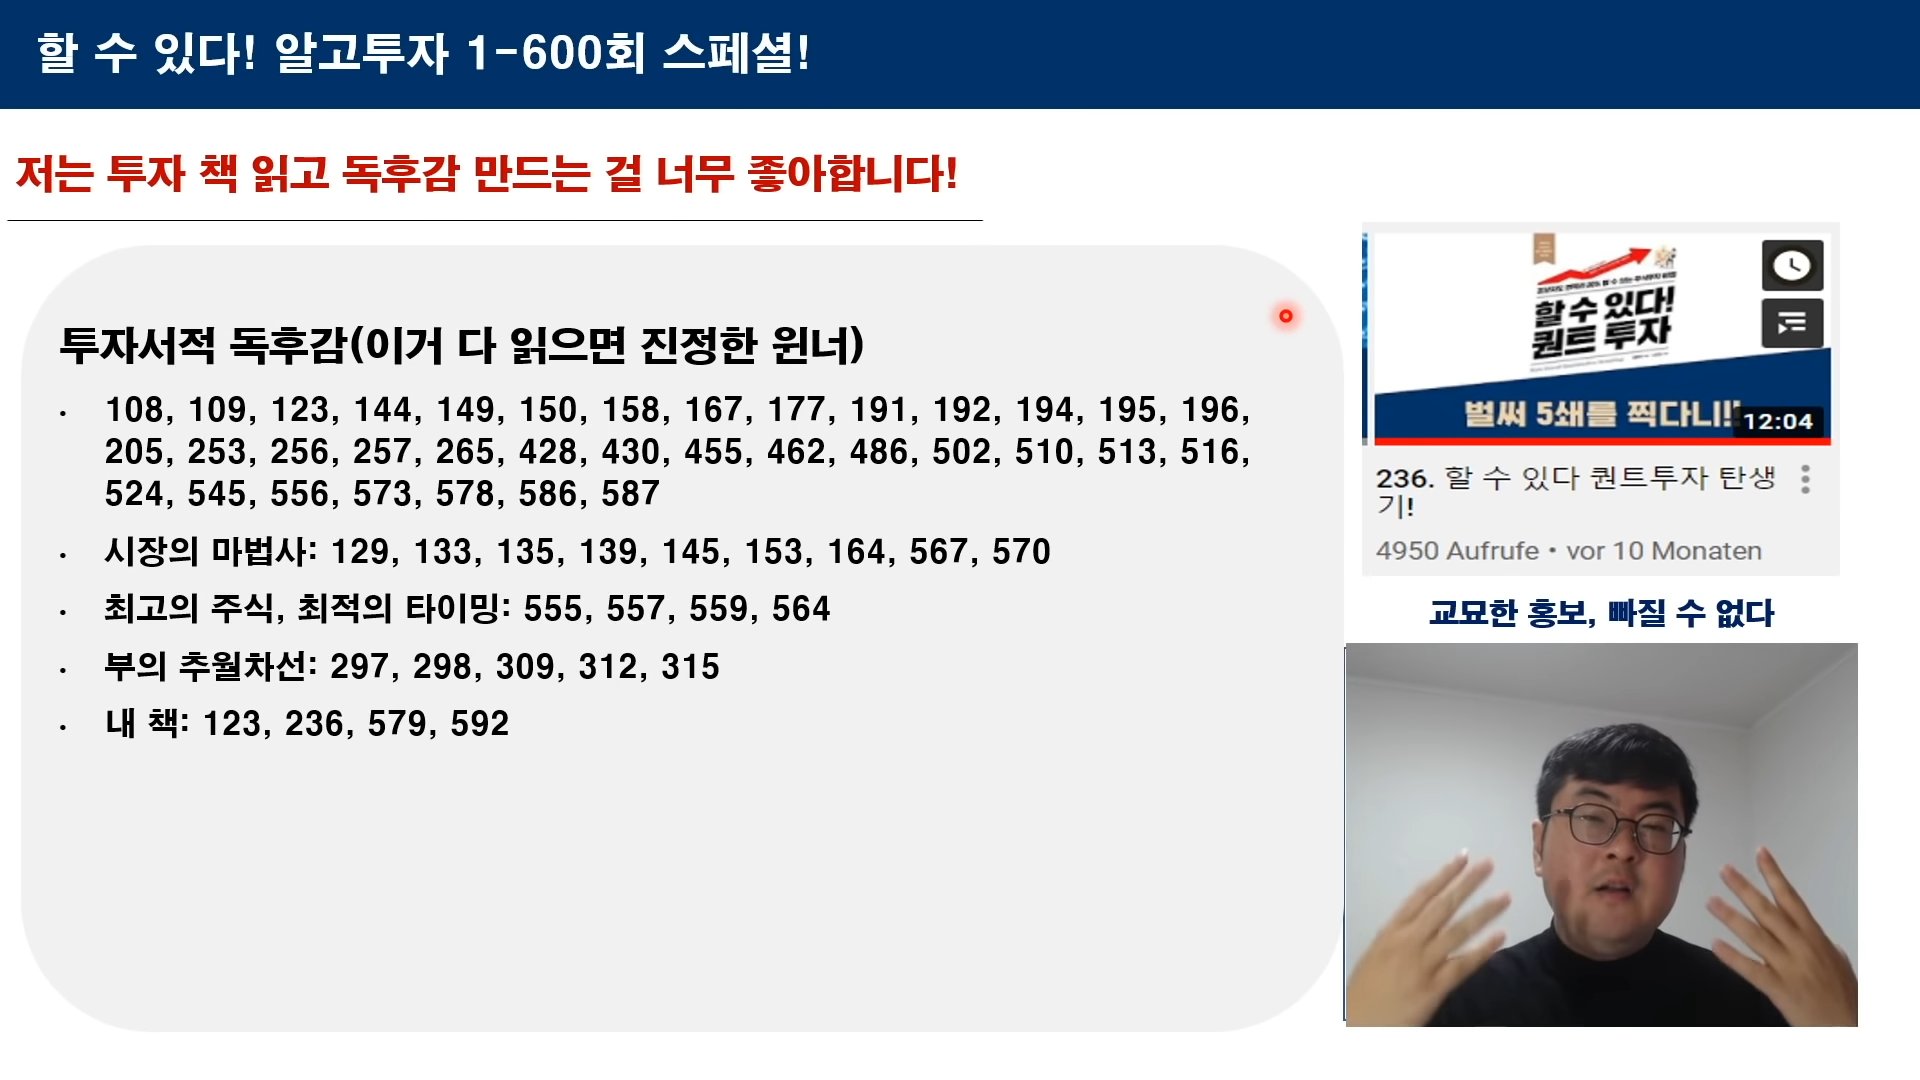 할 수 있다! 알고투자 1-600회 스페셜!
저는 투자 책 읽고 독후감 만드는 걸 너무 좋아합니다!
투자서적 독후감(이거 다 읽으면 진정한 위너)
• 108, 109, 123, 144, 149, 150, 158, 167, 177, 191, 192, 194, 195, 196,
205, 253, 256, 257, 265, 428, 430, 455, 462, 486, 502, 510, 513, 516,
524, 545, 556, 573, 578, 586, 587
• 시장의 마법사: 129, 133, 135, 139, 145, 153, 164, 567, 570
• 최고의 주식, 최적의 타이밍: 555, 557, 559, 564
• 부의 추월차선: 297, 298, 309, 312, 315
• 내 책: 123, 236, 579, 592
할 수 있다!
퀀트 투자
벌써 5쇄를 찍다니!!
12:04
236. 할 수 있다 퀀트투자 탄생
기!
4950 Aufrufe • vor 10 Monaten
교묘한 홍보, 빠질 수 없다